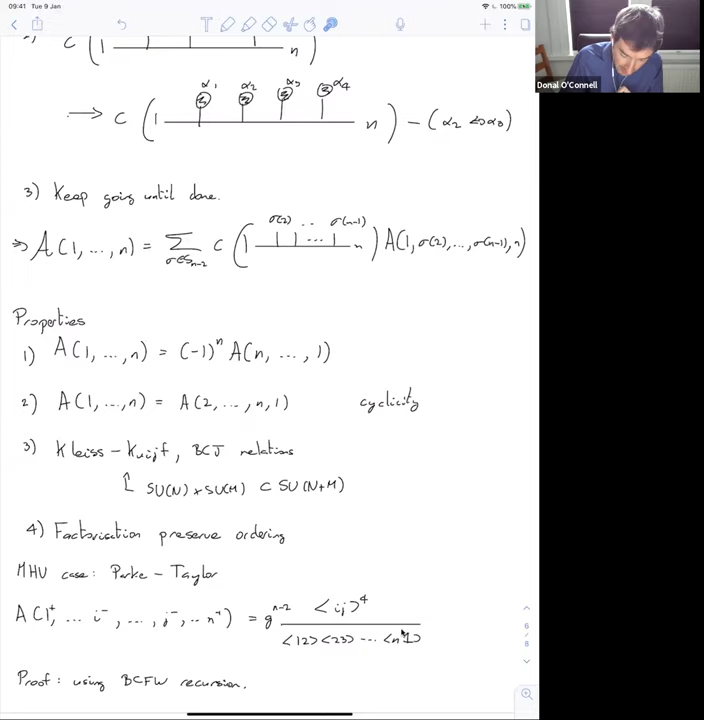 09:41 Tue 9 Jan
100%
Donal O'Connell
C ( 1 n )
α1 α2 α3 α4
→ C ( 1 n ) - (α2 ↔ α3)
3) Keep going until done.
⇒ A(1, ..., n) = Σ_{σ∈S_{n-2}} C ( 1 σ(2) ... σ(n-1) n ) A(1, σ(2), ..., σ(n-1), n)
Properties
1) A(1, ..., n) = (-1)^n A(n, ..., 1)
2) A(1, ..., n) = A(2, ..., n, 1) cyclicity
3) Kleiss-Kuijf, BCJ relations
SU(N) × SU(M) ⊂ SU(N+M)
4) Factorisation preserve ordering
MHV case: Parke-Taylor
A(1^+, ... i^-, ..., j^-, .. n^+) = g^{n-2} <ij>^4 / <12><23> ... <n1>
Proof: using BCFW recursion.
6
/
8